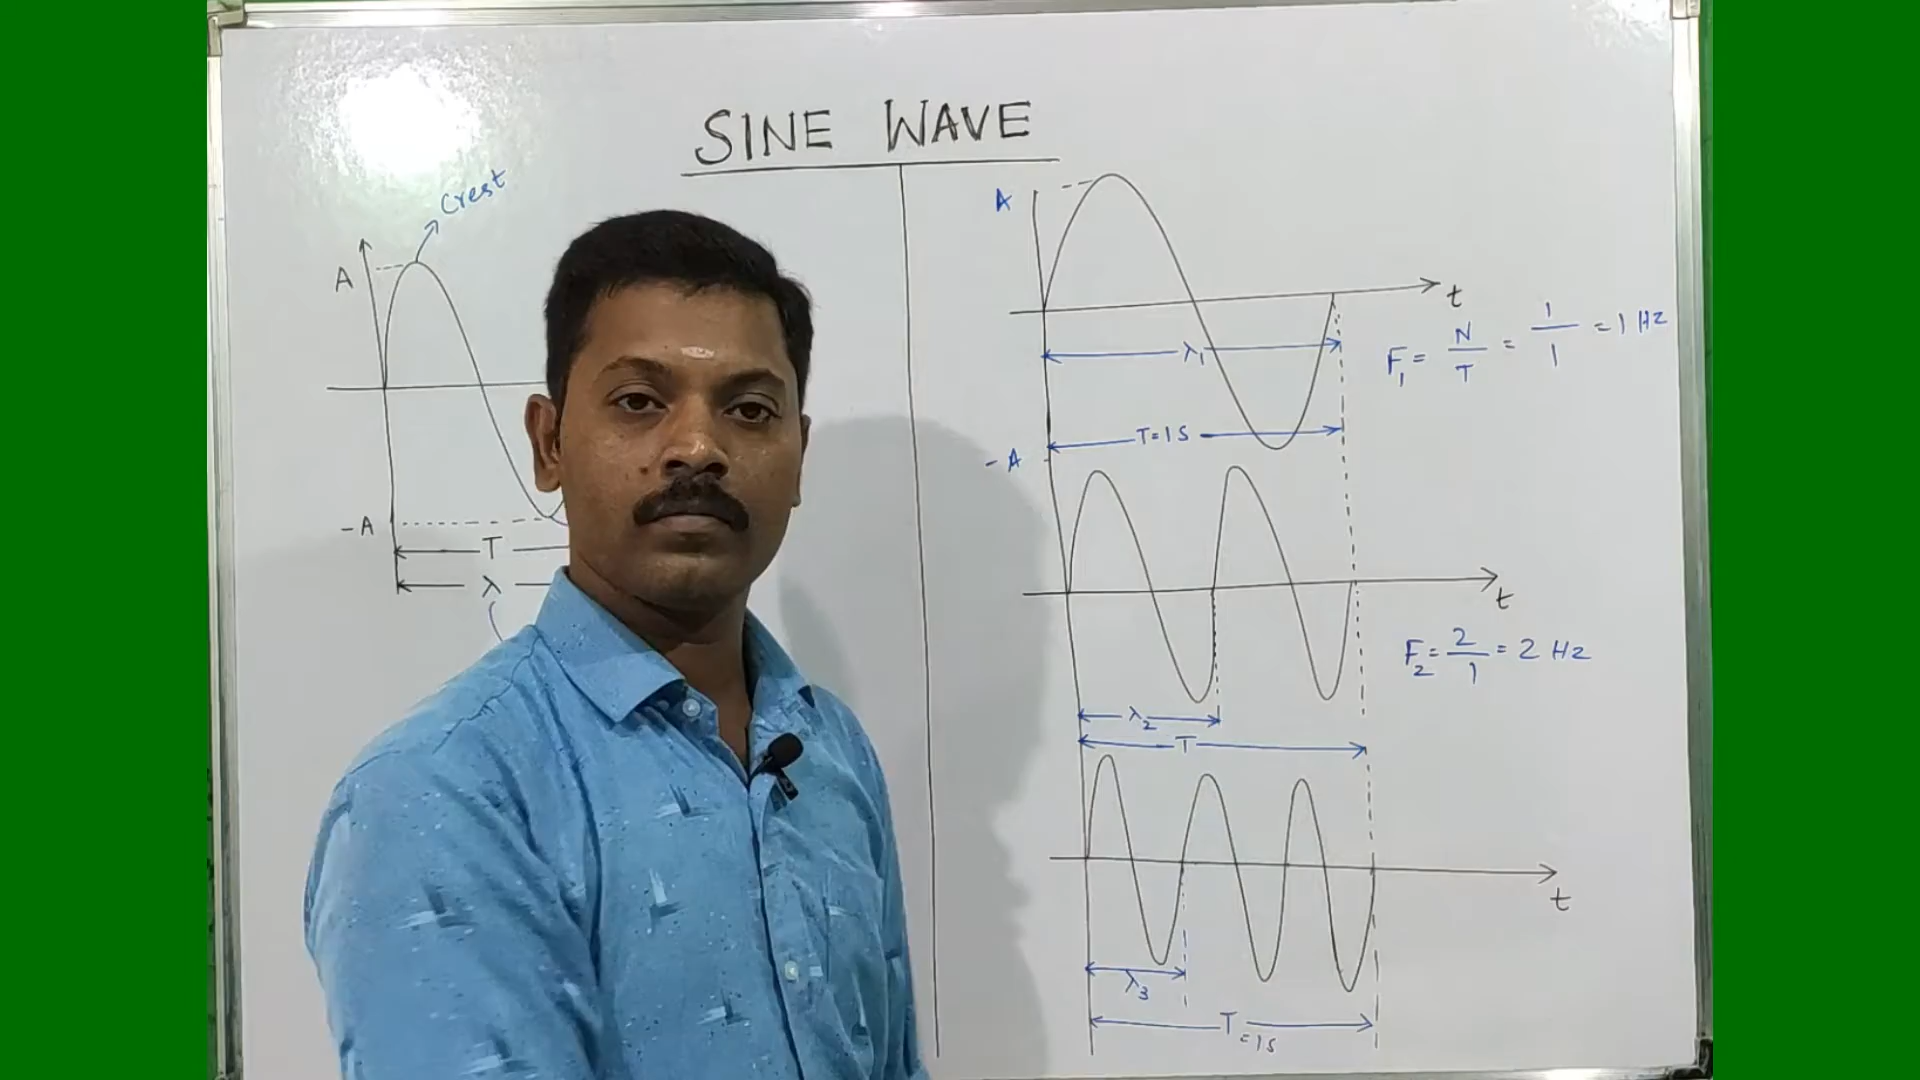 SINE WAVE
Crest
A
-A
T
λ
A
t
λ₁
F₁ = N/T = 1/1 = 1 Hz
T=1S
-A
t
F₂ = 2/1 = 2 Hz
λ₂
T
t
λ₃
T=1S